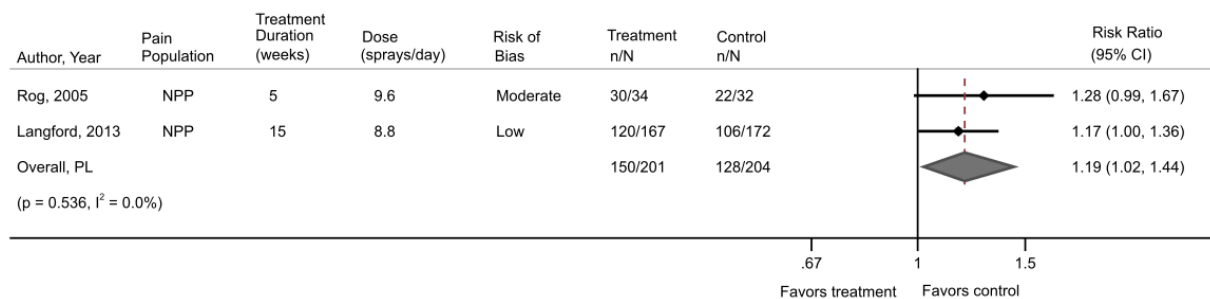 Author, Year Pain Population Treatment Duration (weeks) Dose (sprays/day) Risk of Bias Treatment n/N Control n/N Risk Ratio (95% CI)
Rog, 2005 NPP 5 9.6 Moderate 30/34 22/32 1.28 (0.99, 1.67)
Langford, 2013 NPP 15 8.8 Low 120/167 106/172 1.17 (1.00, 1.36)
Overall, PL 150/201 128/204 1.19 (1.02, 1.44)
(p = 0.536, I² = 0.0%)
.67 1 1.5
Favors treatment Favors control